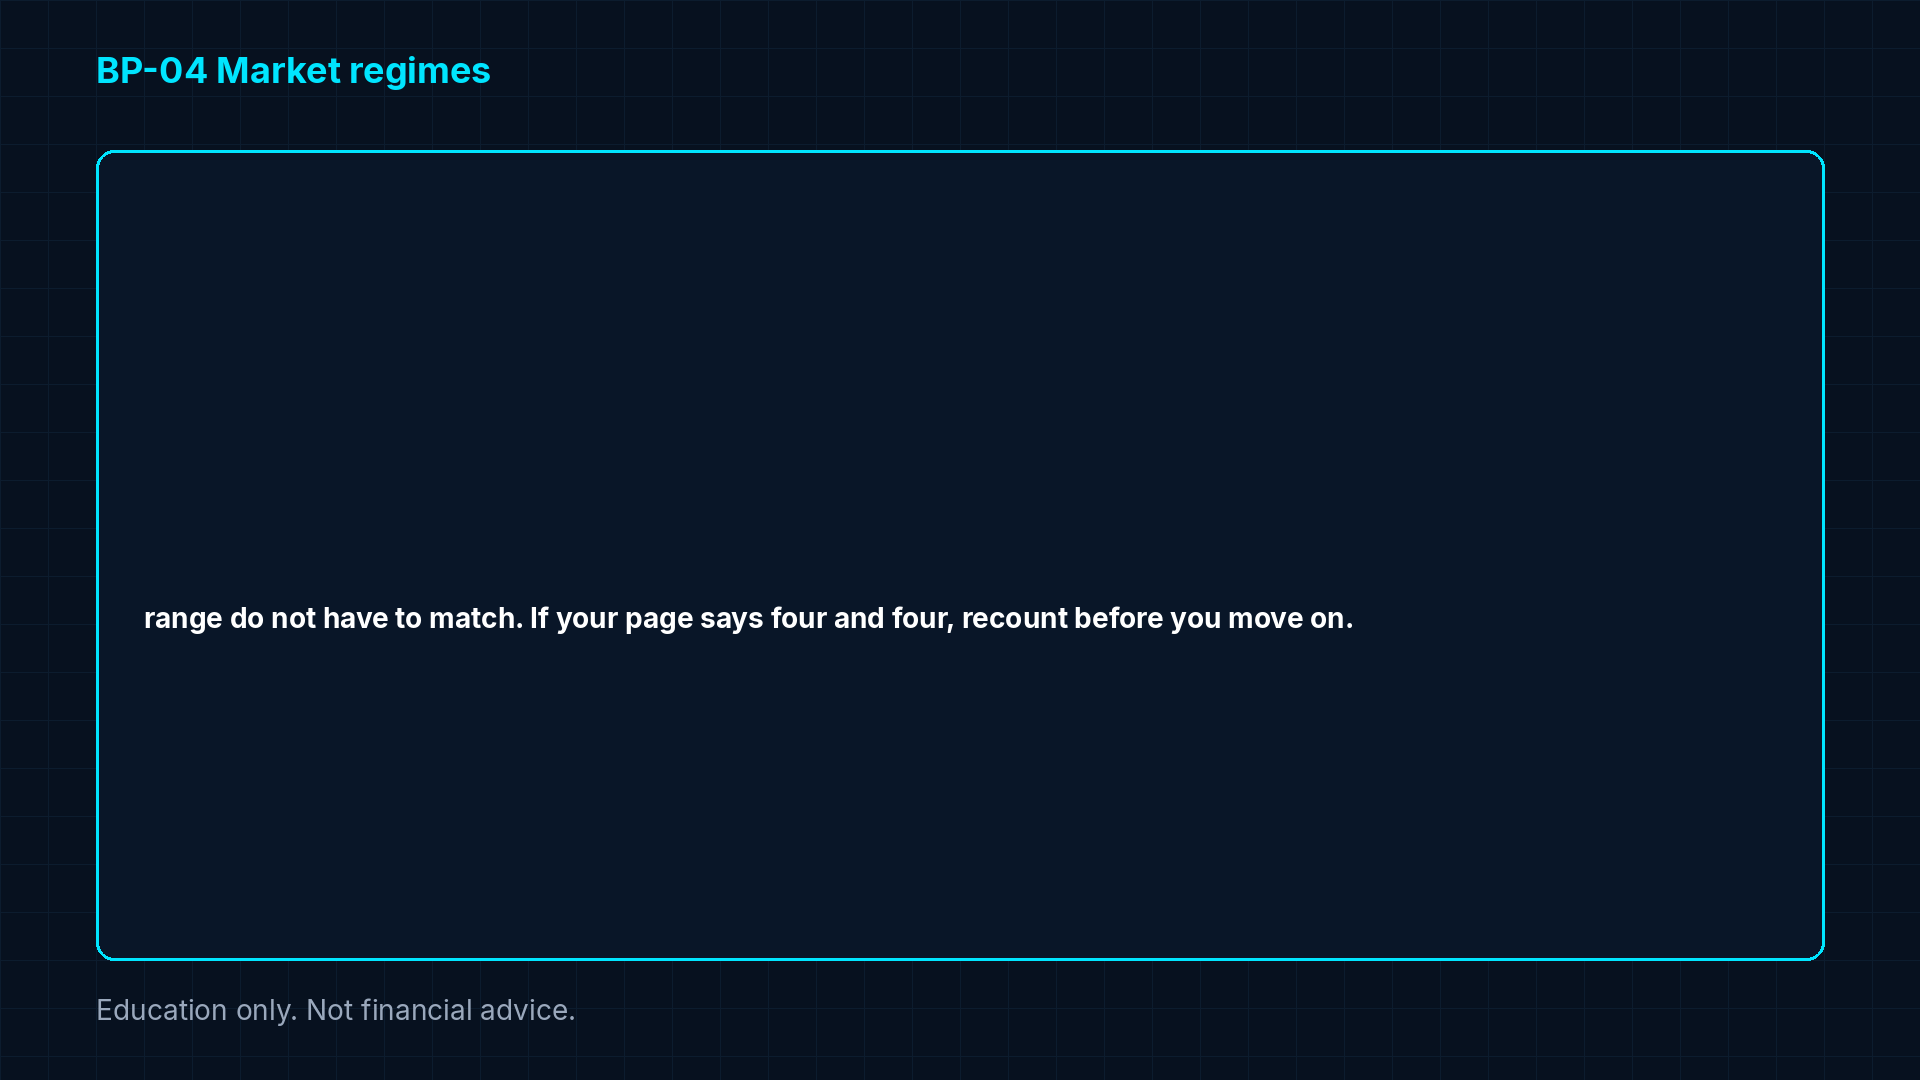 BP-04 Market regimes
range do not have to match. If your page says four and four, recount before you move on.
Education only. Not financial advice.